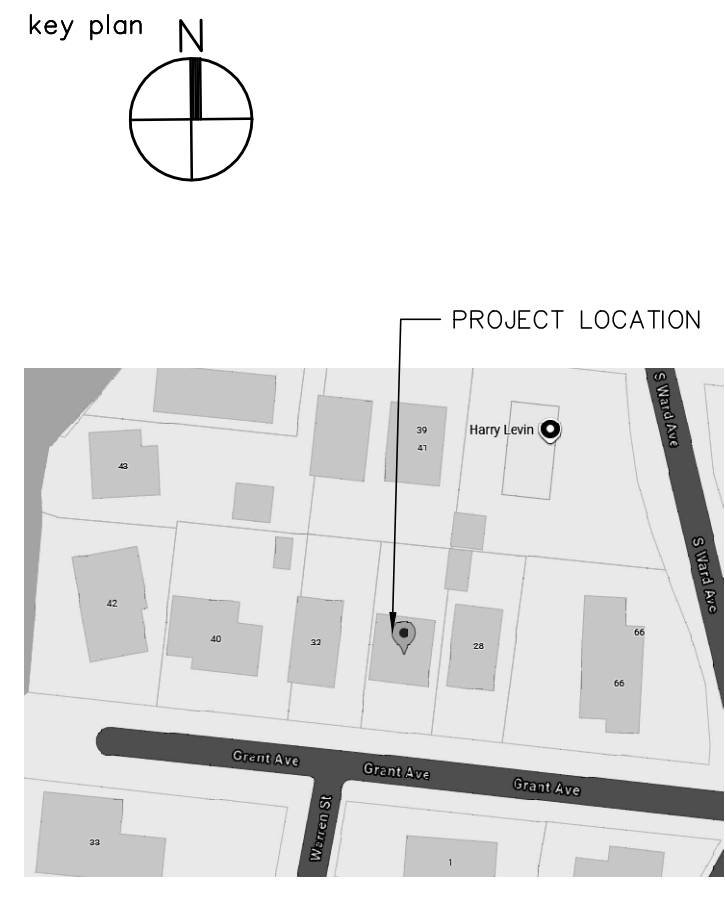 key plan
N
PROJECT LOCATION
S Ward Ave
39
Harry Levin
41
43
S Ward Ave
42
66
40
32
28
66
Grant Ave
Grant Ave
Grant Ave
Warren St
33
1